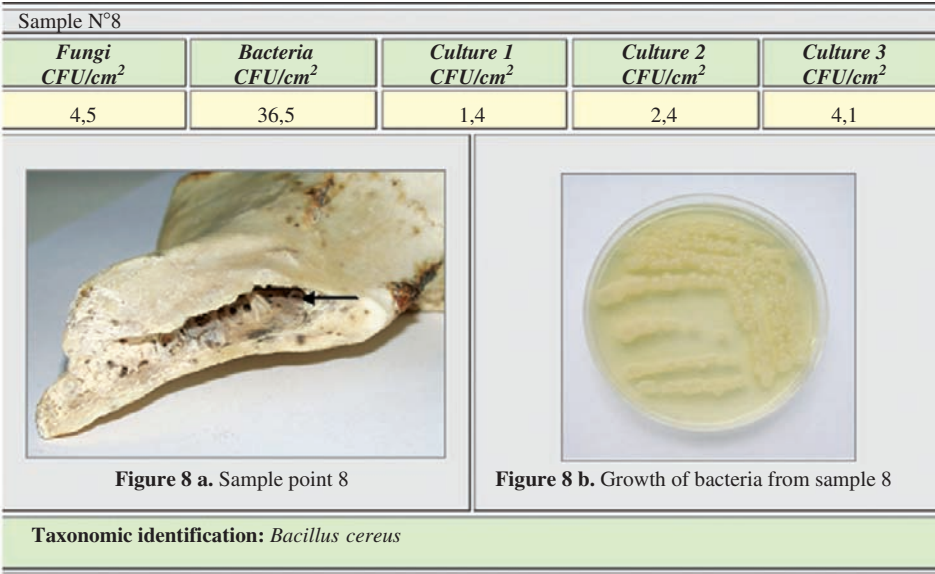 Sample N°8
Fungi CFU/cm² Bacteria CFU/cm² Culture 1 CFU/cm² Culture 2 CFU/cm² Culture 3 CFU/cm²
4,5 36,5 1,4 2,4 4,1
Figure 8 a. Sample point 8
Figure 8 b. Growth of bacteria from sample 8
Taxonomic identification: Bacillus cereus